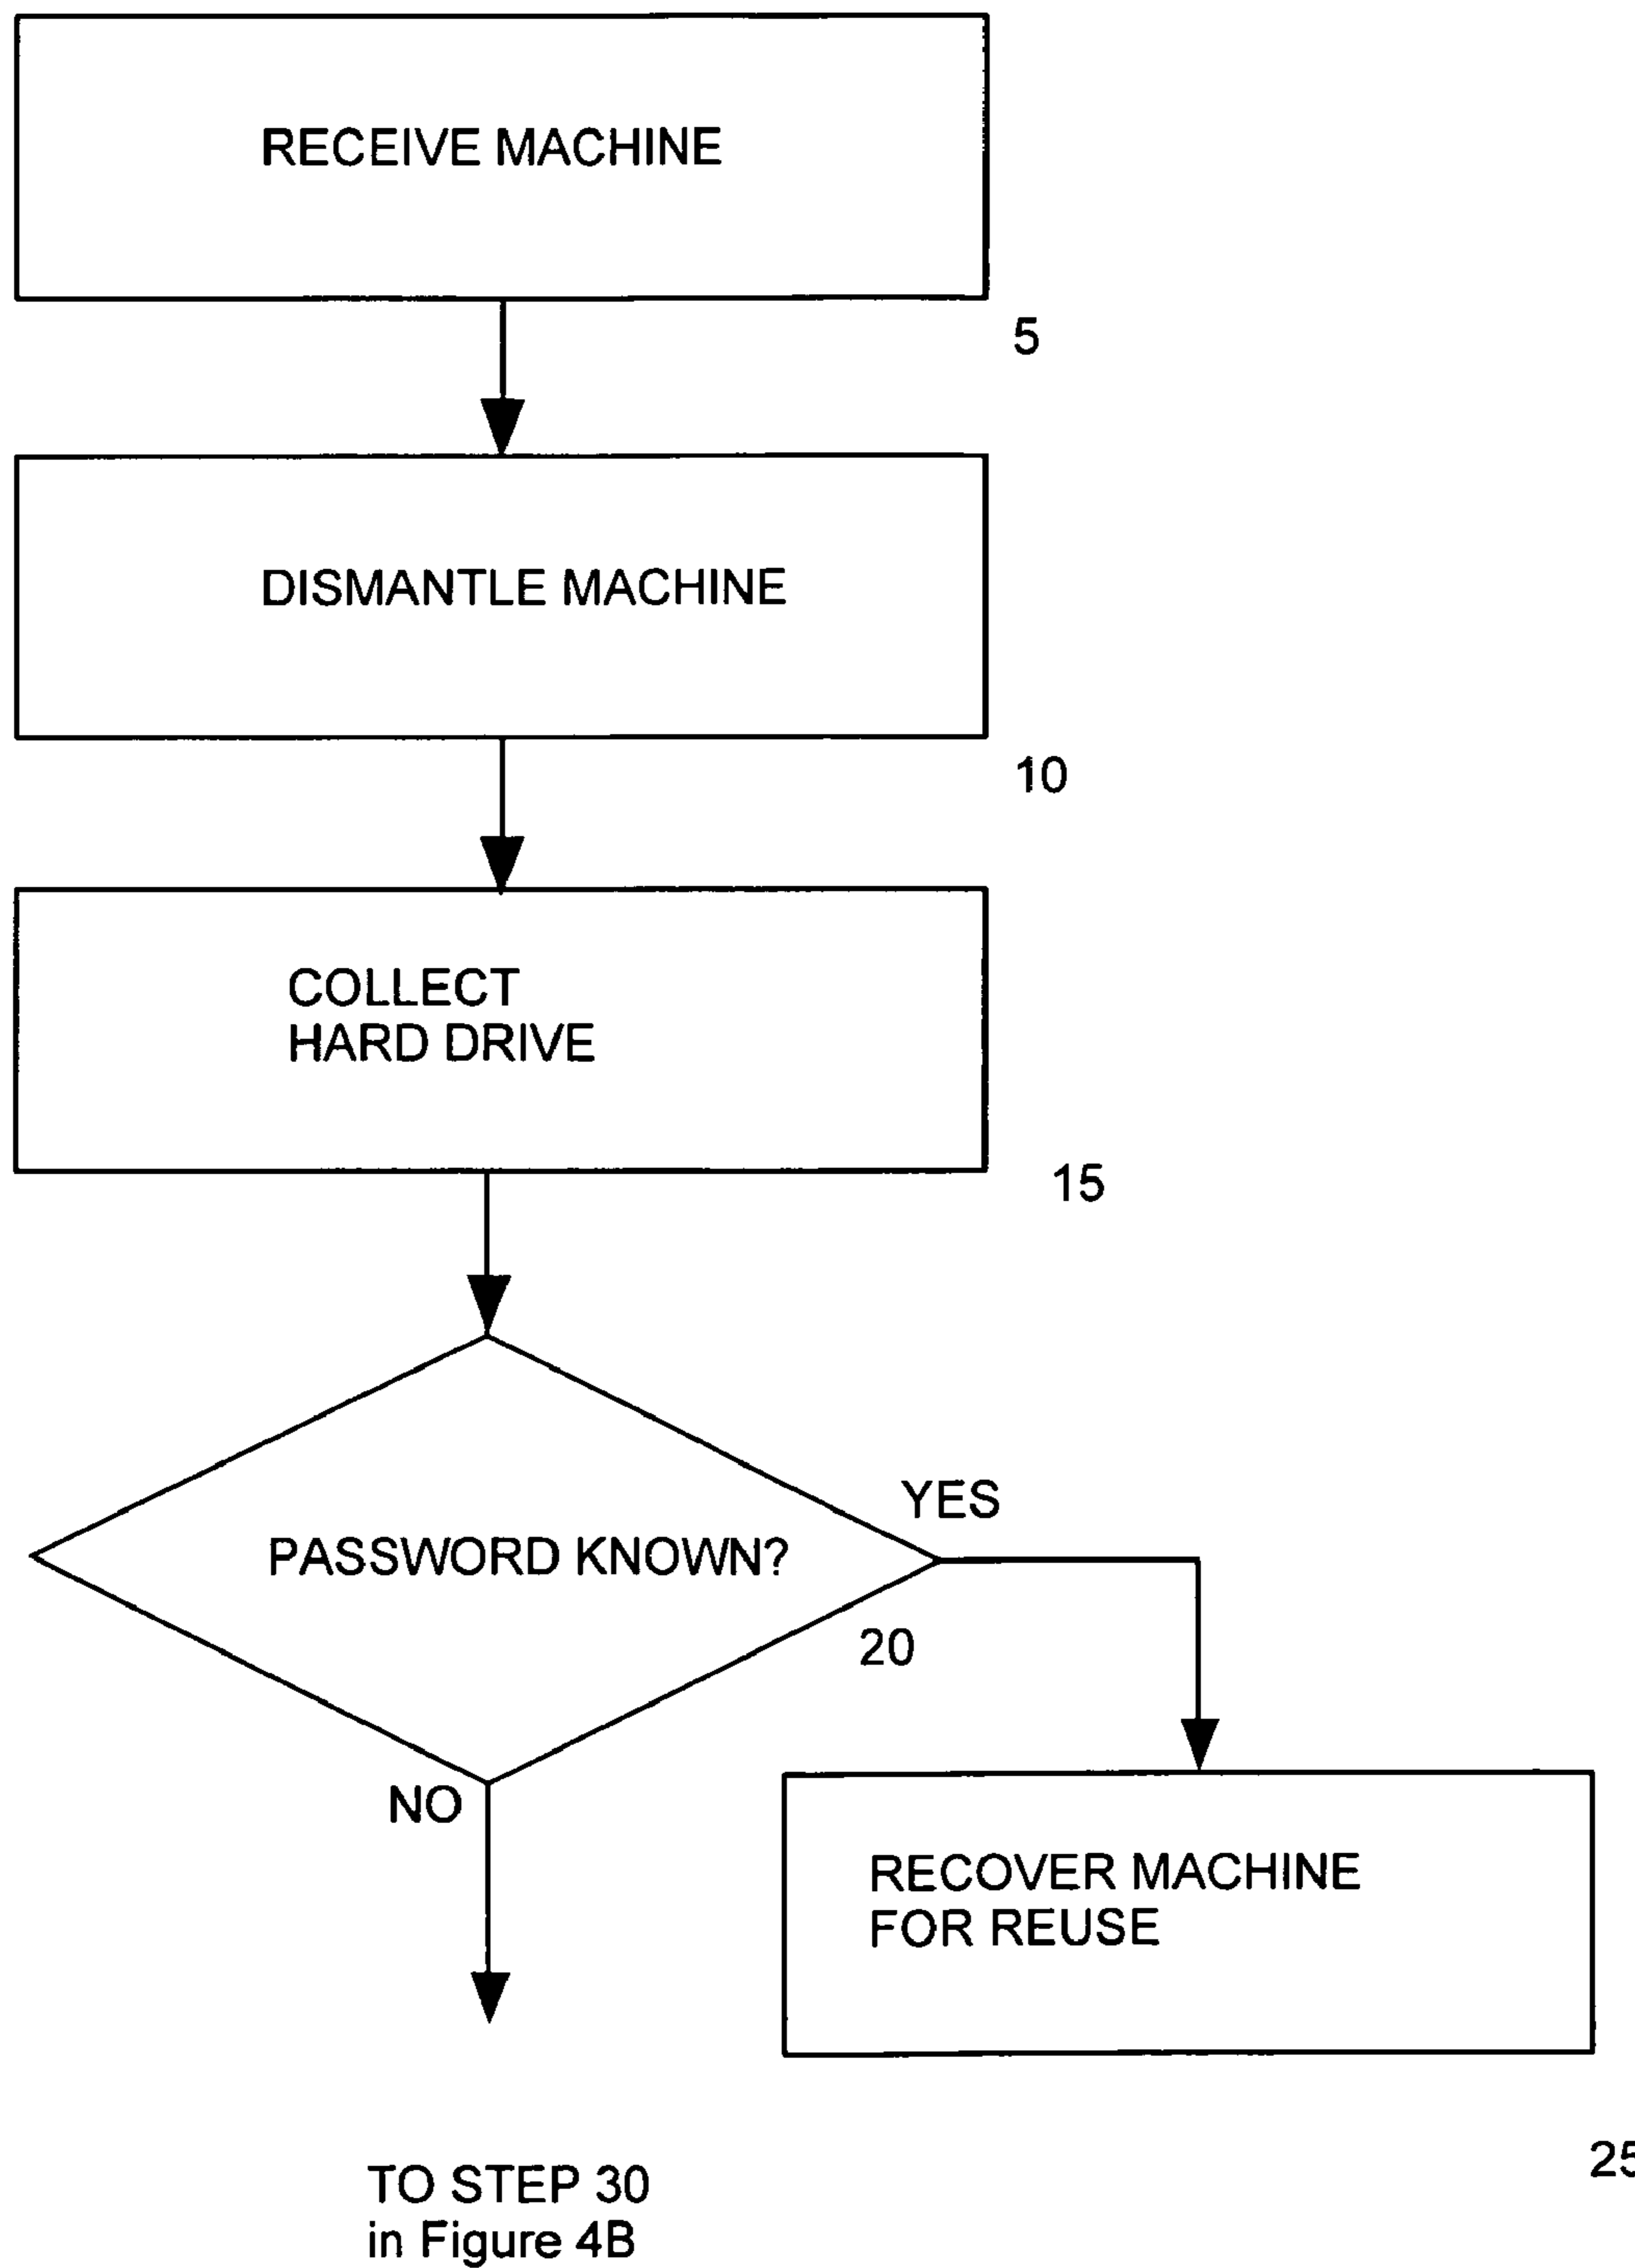 RECEIVE MACHINE
5
DISMANTLE MACHINE
10
COLLECT
HARD DRIVE
15
YES
PASSWORD KNOWN?
20
NO
RECOVER MACHINE
FOR REUSE
25
TO STEP 30
in Figure 4B